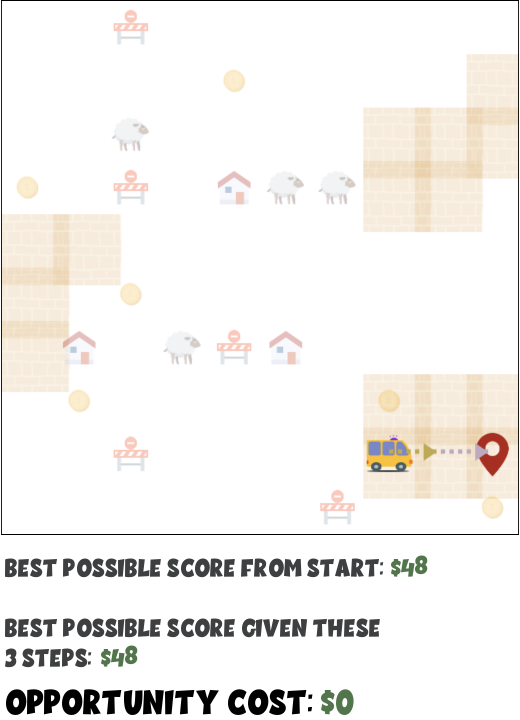 BEST POSSIBLE SCORE FROM START: $48
BEST POSSIBLE SCORE GIVEN THESE
3 STEPS: $48
OPPORTUNITY COST: $0